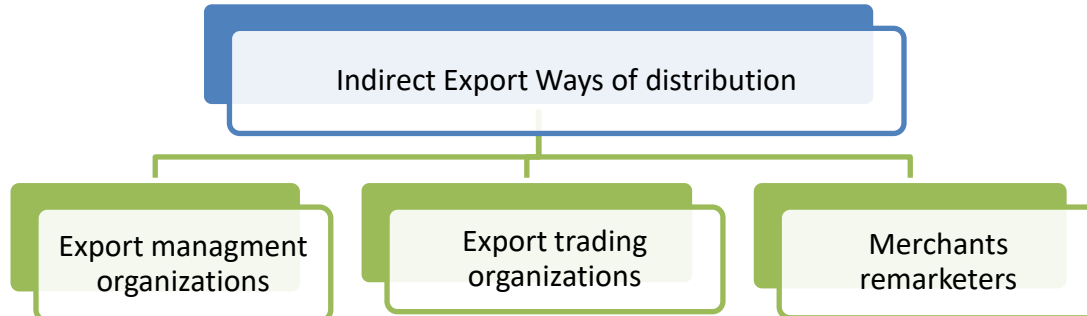 Indirect Export Ways of distribution
Export managment
organizations
Export trading
organizations
Merchants
remarketers